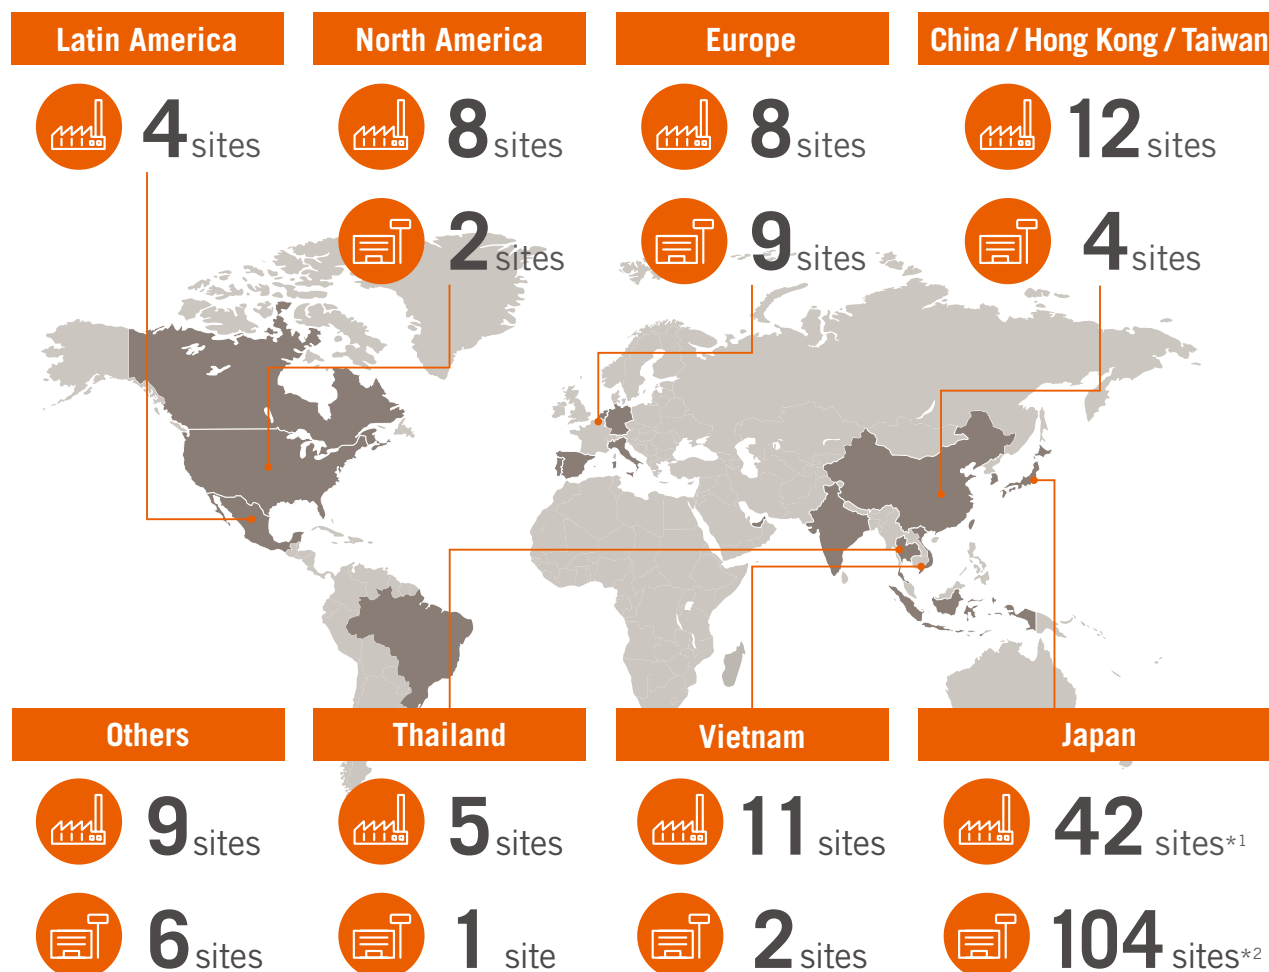 Latin America
4 sites
North America
8 sites
2 sites
Europe
8 sites
9 sites
China / Hong Kong / Taiwan
12 sites
4 sites
Others
9 sites
6 sites
Thailand
5 sites
1 site
Vietnam
11 sites
2 sites
Japan
42 sites*1
104 sites*2